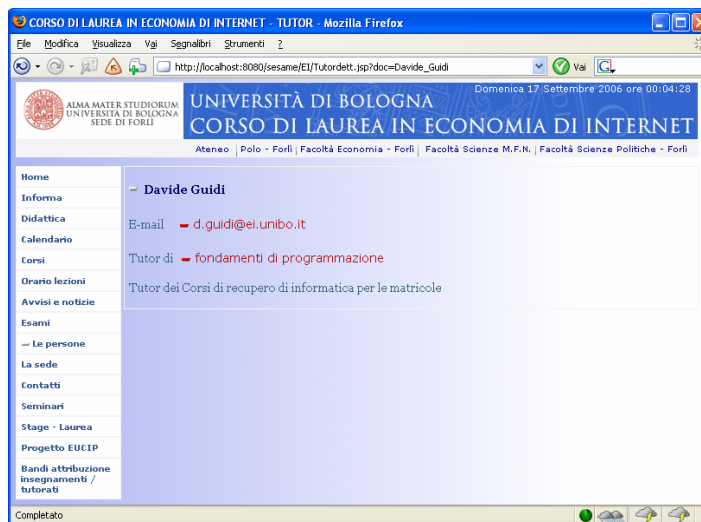 CORSO DI LAUREA IN ECONOMIA DI INTERNET - TUTOR - Mozilla Firefox
File Modifica Visualizza Vai Segnalibri Strumenti ?
http://localhost:8080/sesame/EI/Tutordett.jsp?doc=Davide_Guidi Vai
Domenica 17 Settembre 2006 ore 00:04:28
ALMA MATER STUDIORUM
UNIVERSITÀ DI BOLOGNA
SEDE DI FORLÌ
UNIVERSITÀ DI BOLOGNA
CORSO DI LAUREA IN ECONOMIA DI INTERNET
Ateneo | Polo - Forlì | Facoltà Economia - Forlì | Facoltà Scienze M.F.N. | Facoltà Scienze Politiche - Forlì
Home
Informa
Didattica
Calendario
Corsi
Orario lezioni
Avvisi e notizie
Esami
Le persone
La sede
Contatti
Seminari
Stage - Laurea
Progetto EUCIP
Bandi attribuzione
insegnamenti /
tutorati
Davide Guidi
E-mail d.guidi@ei.unibo.it
Tutor di fondamenti di programmazione
Tutor dei Corsi di recupero di informatica per le matricole
Completato